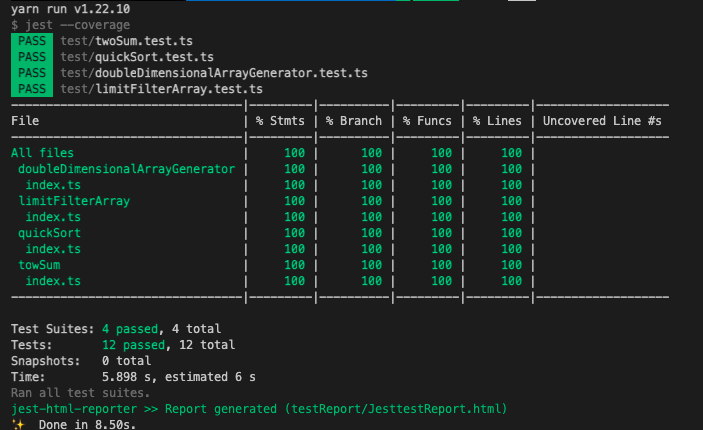 yarn run v1.22.10
$ jest --coverage
PASS test/twoSum.test.ts
PASS test/quickSort.test.ts
PASS test/doubleDimensionalArrayGenerator.test.ts
PASS test/limitFilterArray.test.ts
---------------------------------|---------|----------|---------|---------|-------------------
File | % Stmts | % Branch | % Funcs | % Lines | Uncovered Line #s
---------------------------------|---------|----------|---------|---------|-------------------
All files | 100 | 100 | 100 | 100 |
doubleDimensionalArrayGenerator | 100 | 100 | 100 | 100 |
index.ts | 100 | 100 | 100 | 100 |
limitFilterArray | 100 | 100 | 100 | 100 |
index.ts | 100 | 100 | 100 | 100 |
quickSort | 100 | 100 | 100 | 100 |
index.ts | 100 | 100 | 100 | 100 |
towSum | 100 | 100 | 100 | 100 |
index.ts | 100 | 100 | 100 | 100 |
---------------------------------|---------|----------|---------|---------|-------------------
Test Suites: 4 passed, 4 total
Tests: 12 passed, 12 total
Snapshots: 0 total
Time: 5.898 s, estimated 6 s
Ran all test suites.
jest-html-reporter >> Report generated (testReport/JesttestReport.html)
✨ Done in 8.50s.